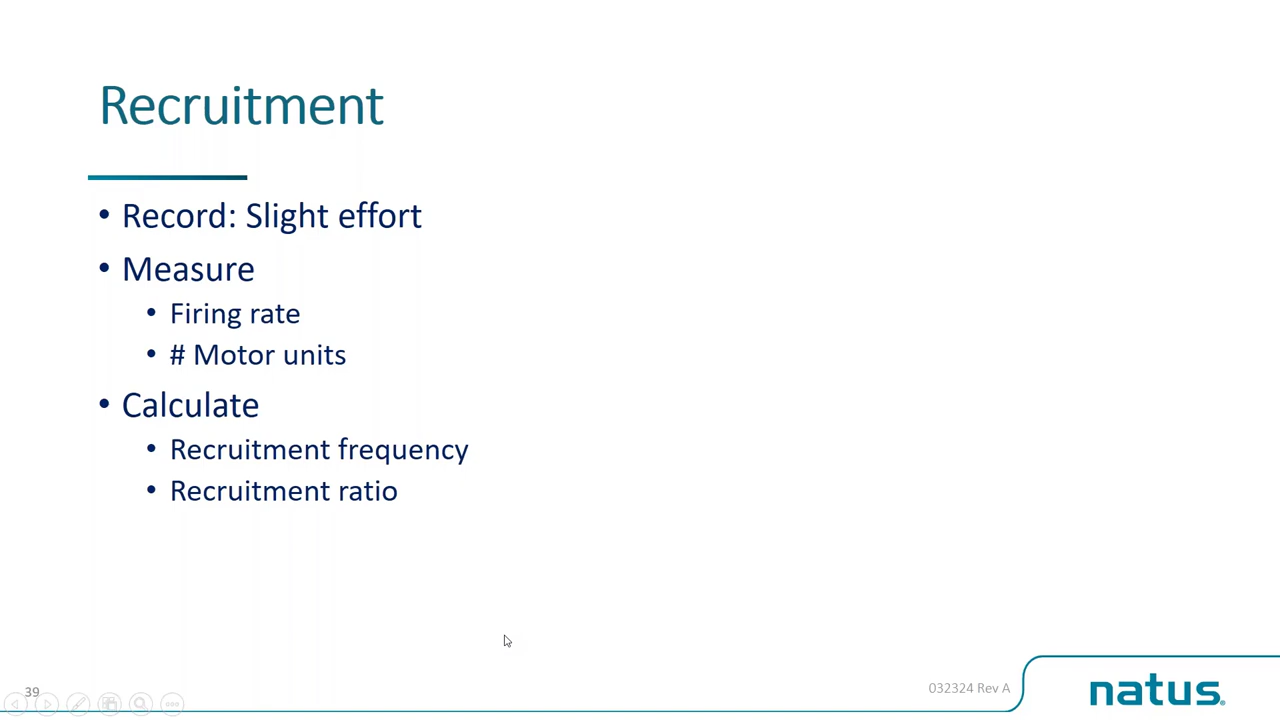 Recruitment
• Record: Slight effort
• Measure
• Firing rate
• # Motor units
• Calculate
• Recruitment frequency
• Recruitment ratio
39
032324 Rev A
natus.